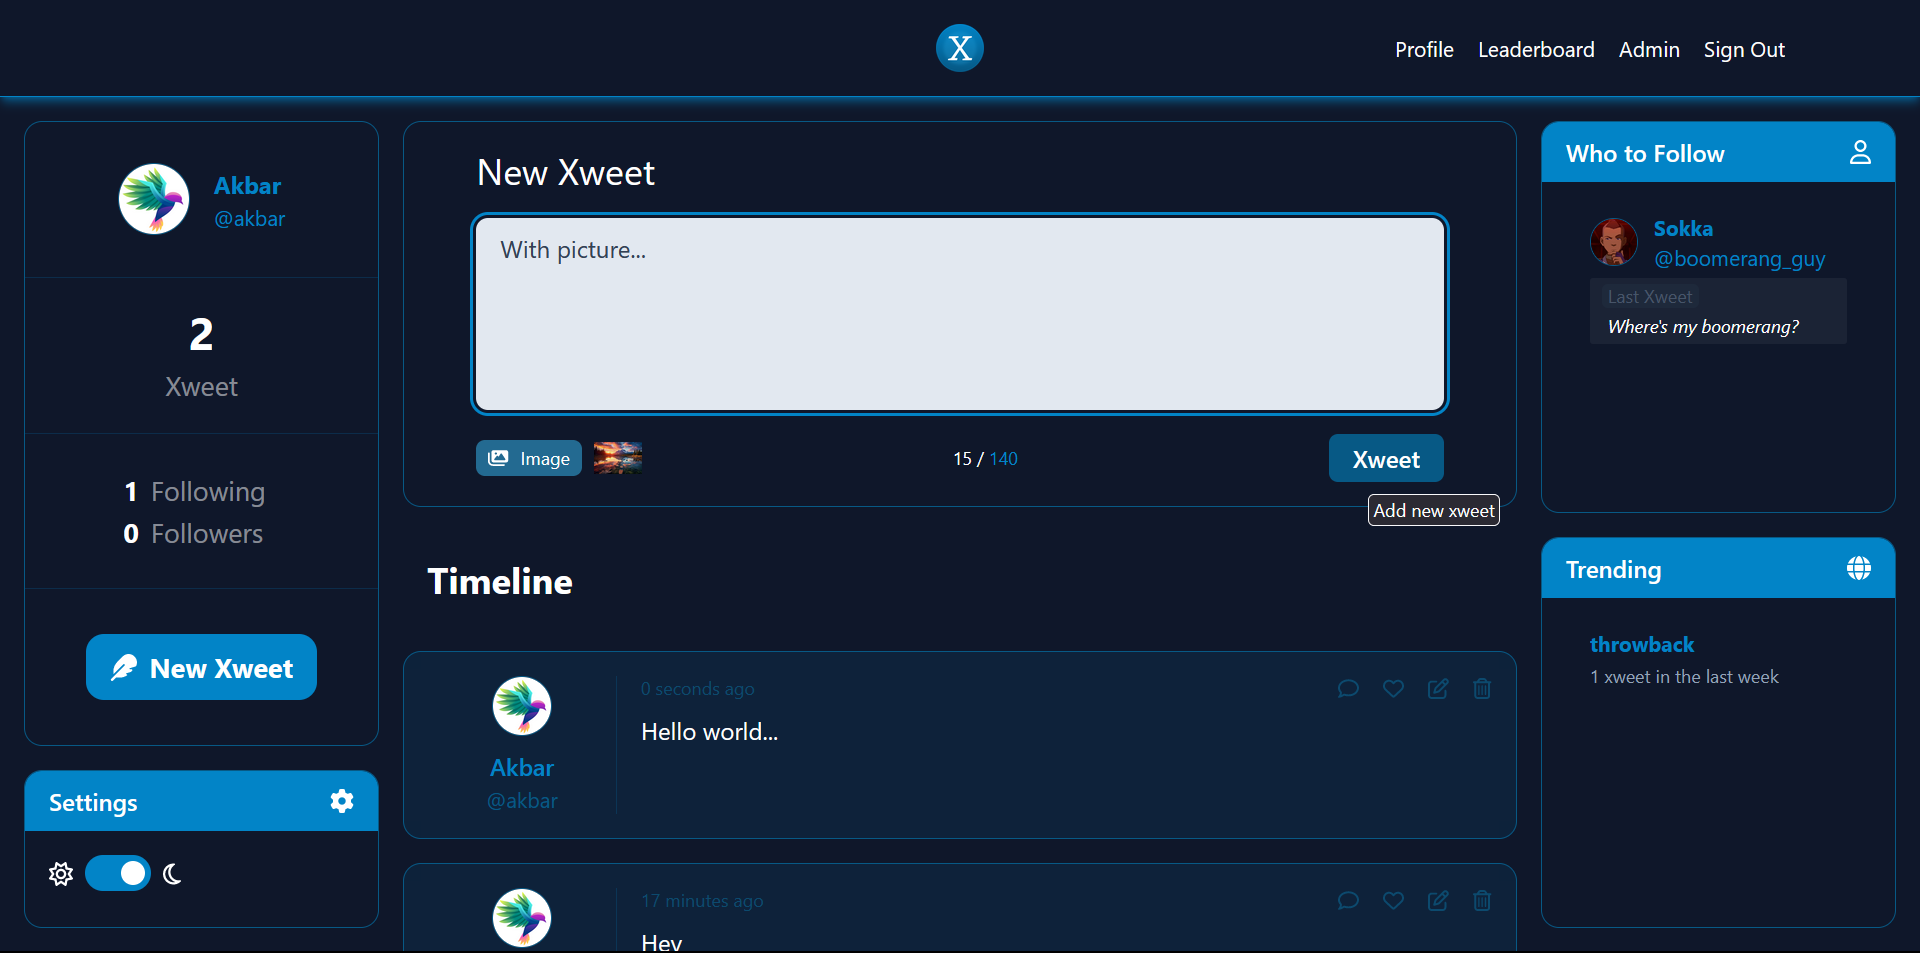 X
Profile Leaderboard Admin Sign Out
Akbar
@akbar
2
Xweet
1 Following
0 Followers
New Xweet
Settings
New Xweet
With picture...
Image
15 / 140
Xweet
Add new xweet
Timeline
0 seconds ago
Hello world...
Akbar
@akbar
17 minutes ago
Hey
Who to Follow
Sokka
@boomerang_guy
Last Xweet
Where's my boomerang?
Trending
throwback
1 xweet in the last week